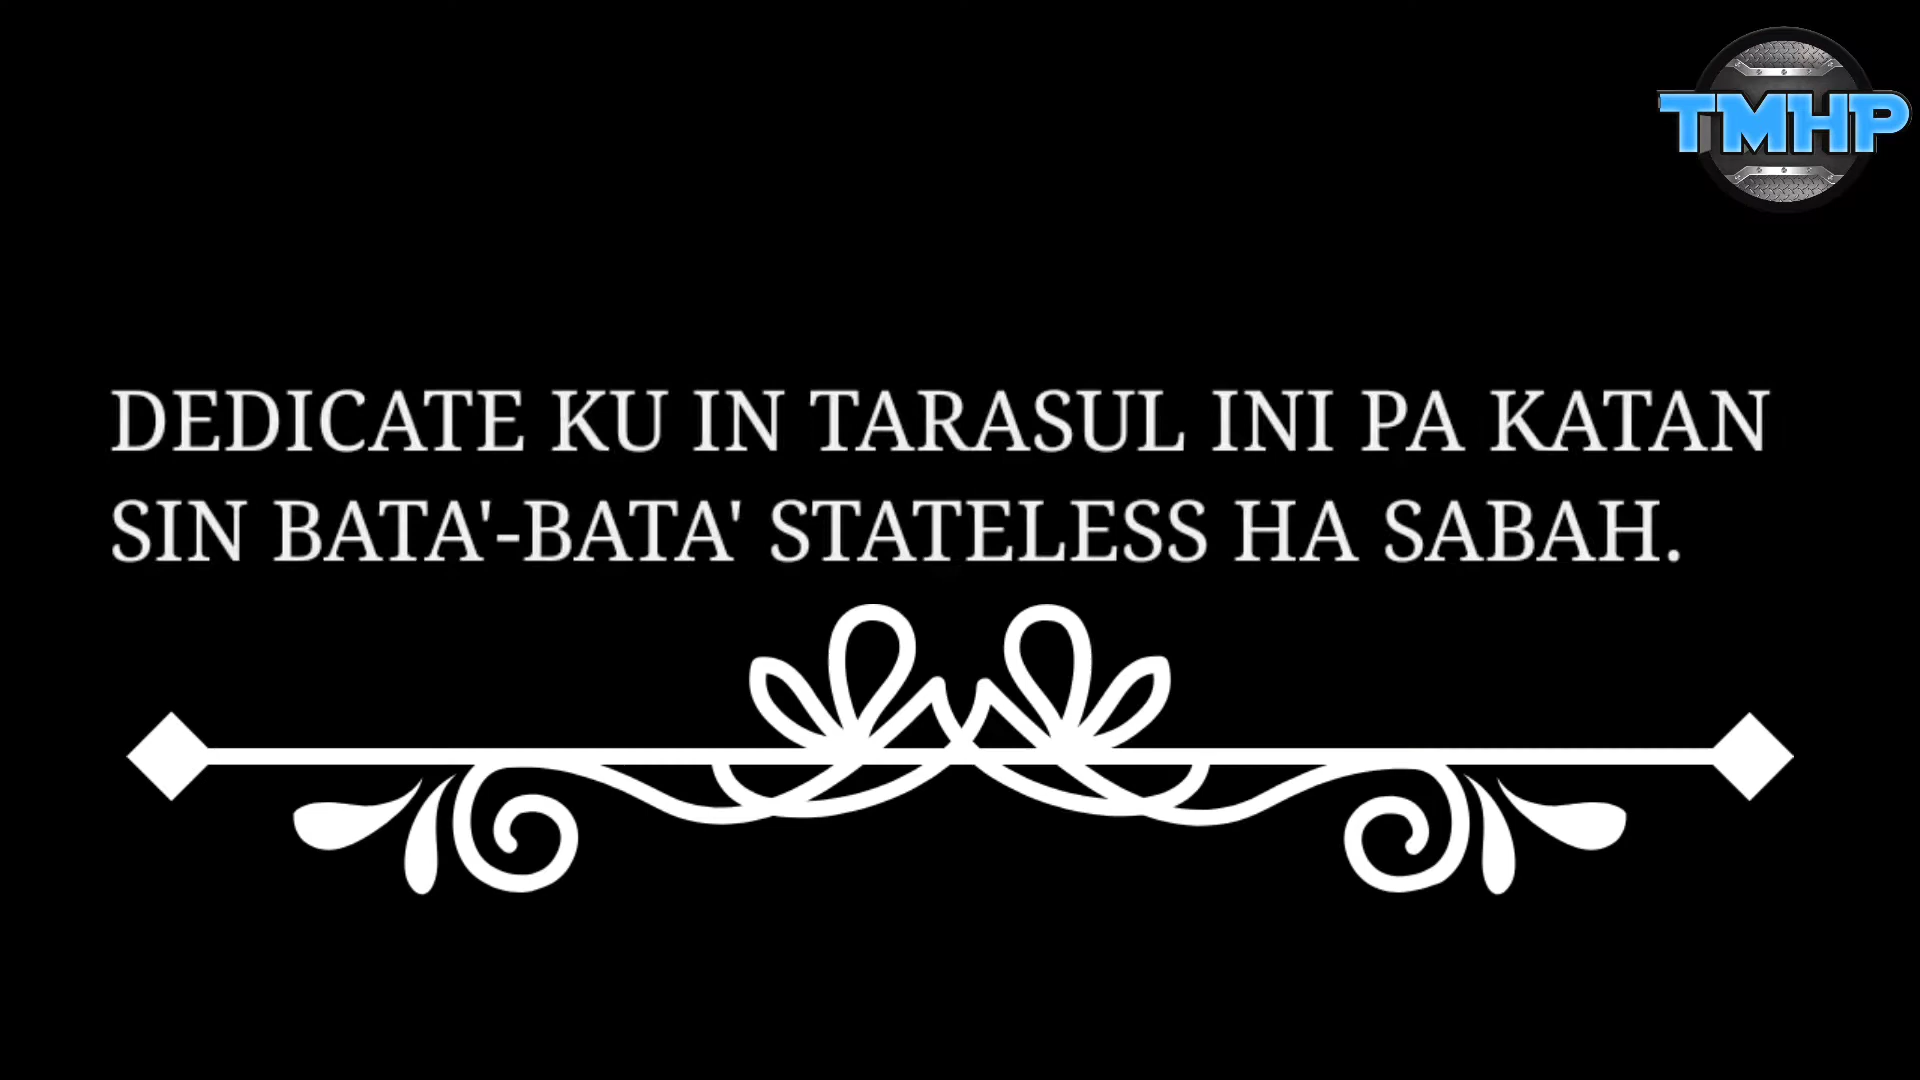 TMHP
DEDICATE KU IN TARASUL INI PA KATAN
SIN BATA'-BATA' STATELESS HA SABAH.